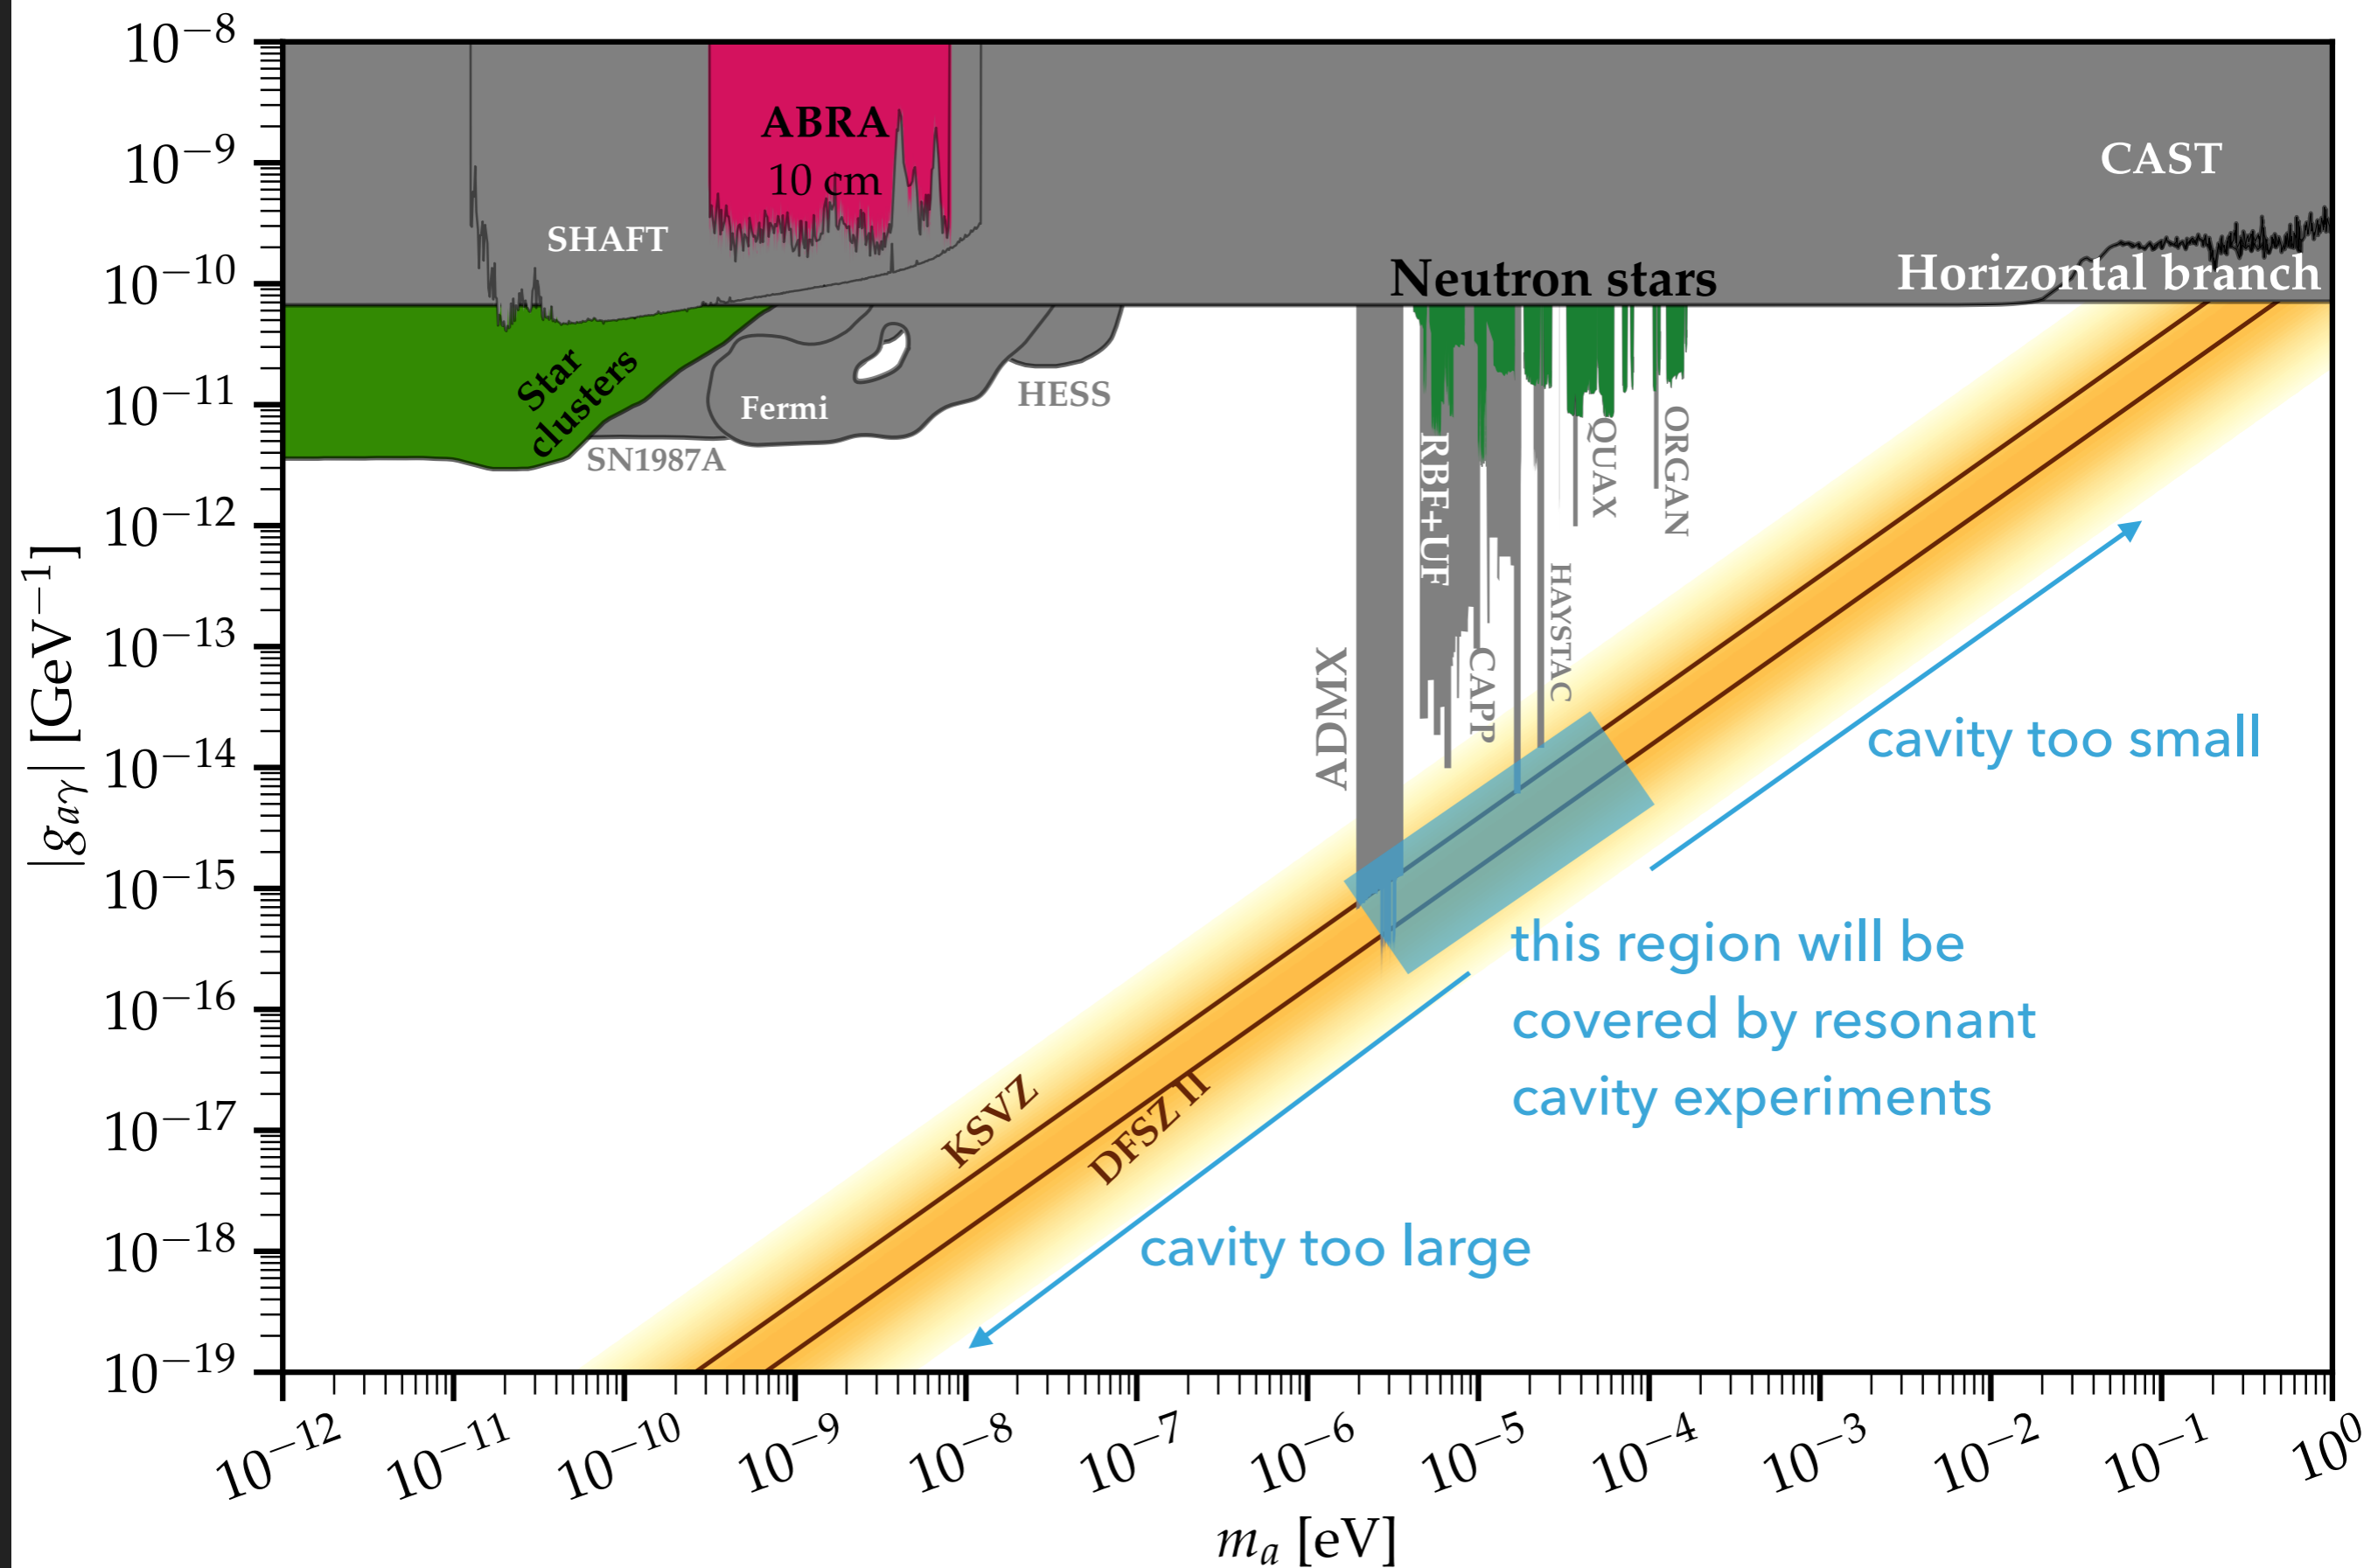 10⁻⁸
10⁻⁹
10⁻¹⁰
10⁻¹¹
10⁻¹²
10⁻¹³
10⁻¹⁴
10⁻¹⁵
10⁻¹⁶
10⁻¹⁷
10⁻¹⁸
10⁻¹⁹
|gₐᵧ| [GeV⁻¹]
ABRA
10 cm
SHAFT
CAST
Neutron stars
Horizontal branch
Star
clusters
Fermi
HESS
SN1987A
ADMX
RBF+UF
CAPP
HAYSTAC
QUAX
ORGAN
cavity too small
this region will be
covered by resonant
cavity experiments
KSVZ
DFSZ II
cavity too large
10⁻¹² 10⁻¹¹ 10⁻¹⁰ 10⁻⁹ 10⁻⁸ 10⁻⁷ 10⁻⁶ 10⁻⁵ 10⁻⁴ 10⁻³ 10⁻² 10⁻¹ 10⁰
mₐ [eV]